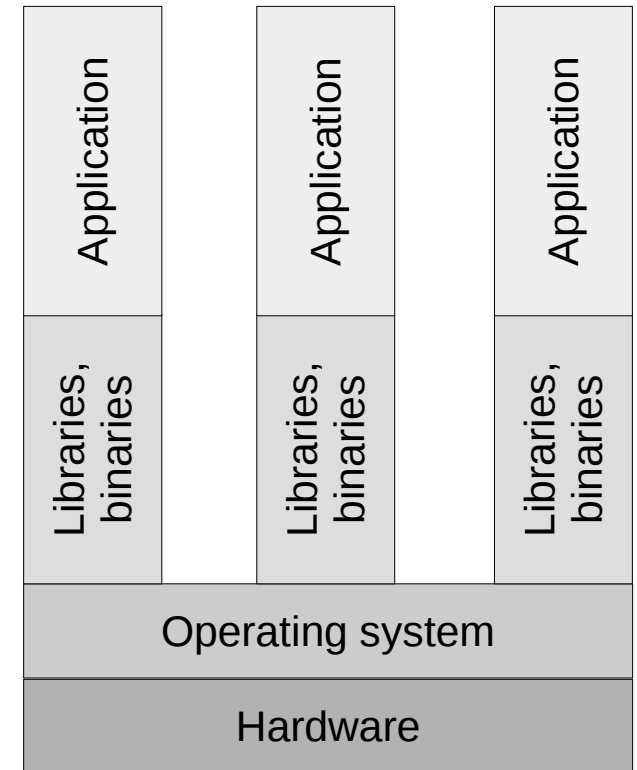 Application
Application
Application
Libraries,
binaries
Libraries,
binaries
Libraries,
binaries
Operating system
Hardware